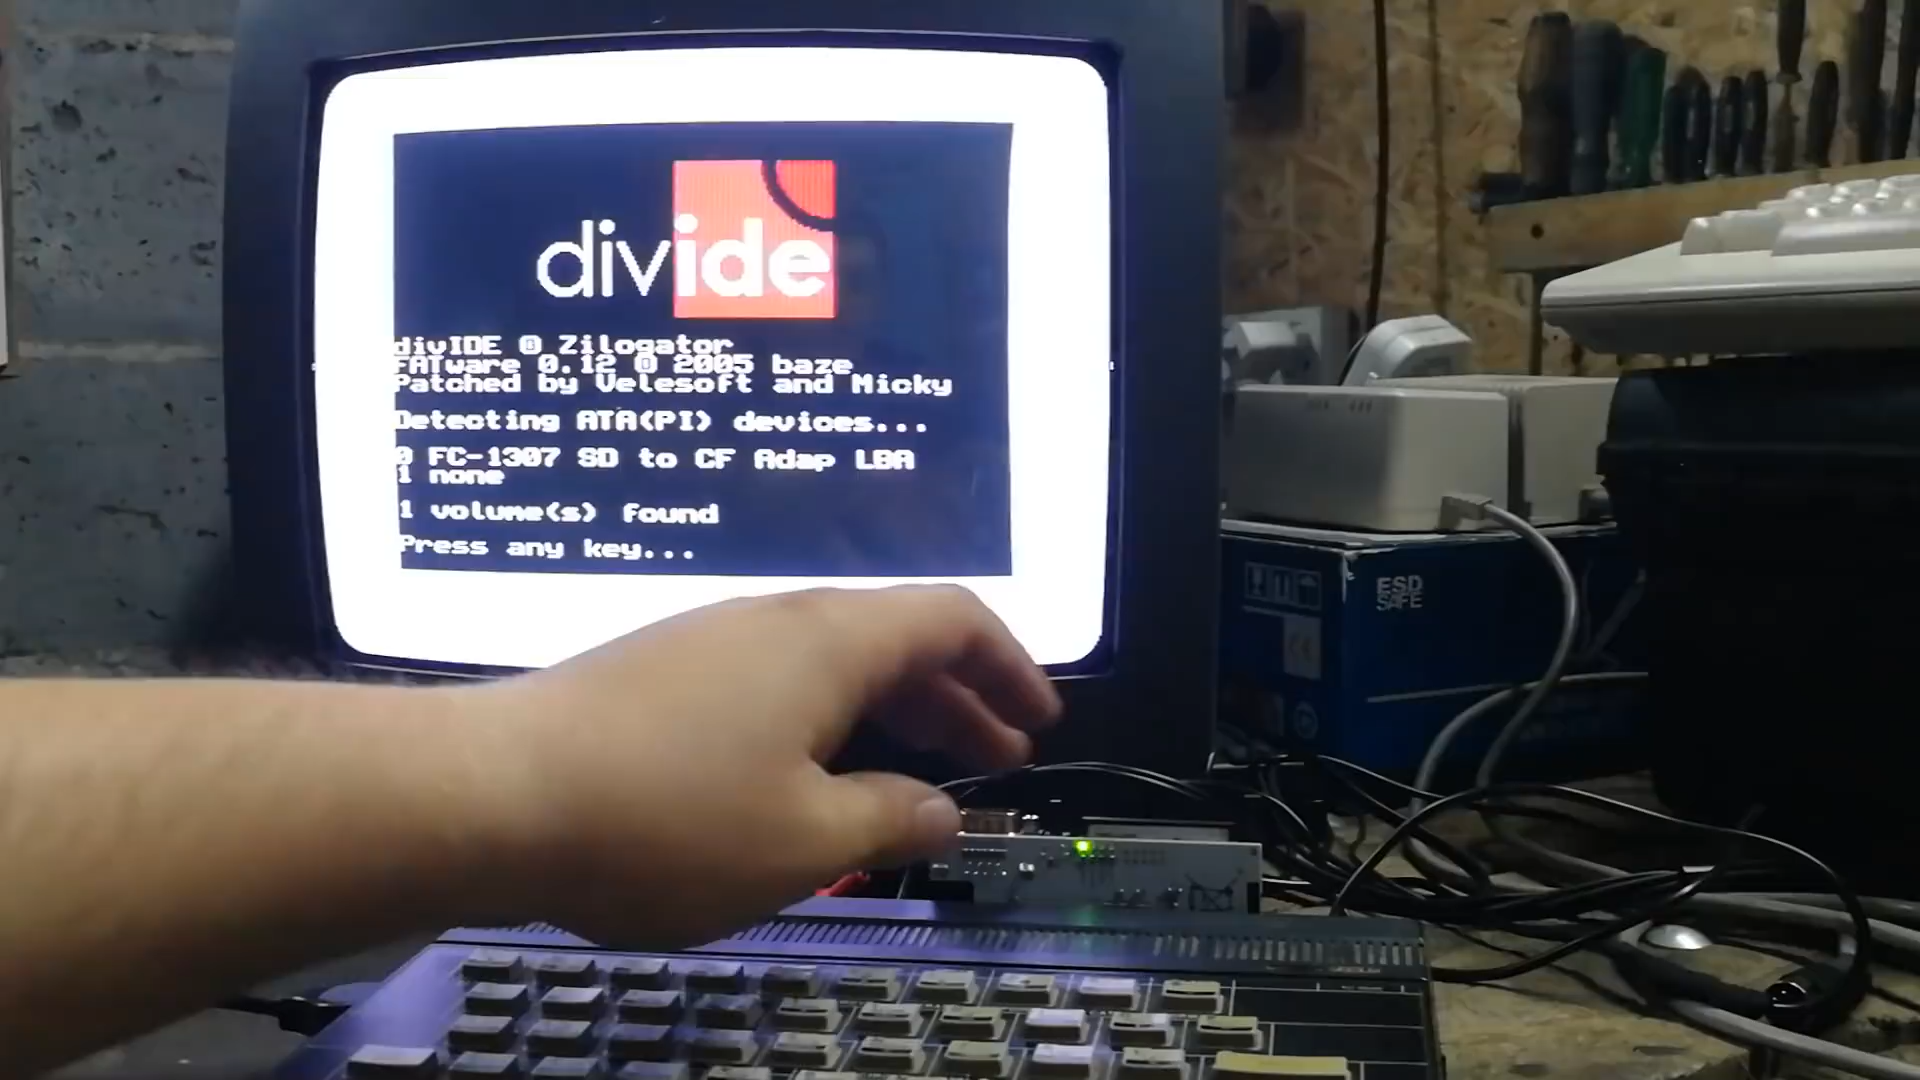 divide
divIDE © Zilogator
FATware 0.12 © 2005 baze
Patched by Velesoft and Micky
Detecting ATA(PI) devices...
0 FC-1307 SD to CF Adap LBA
1 none
1 volume(s) found
Press any key...
ESD
SAFE
CE